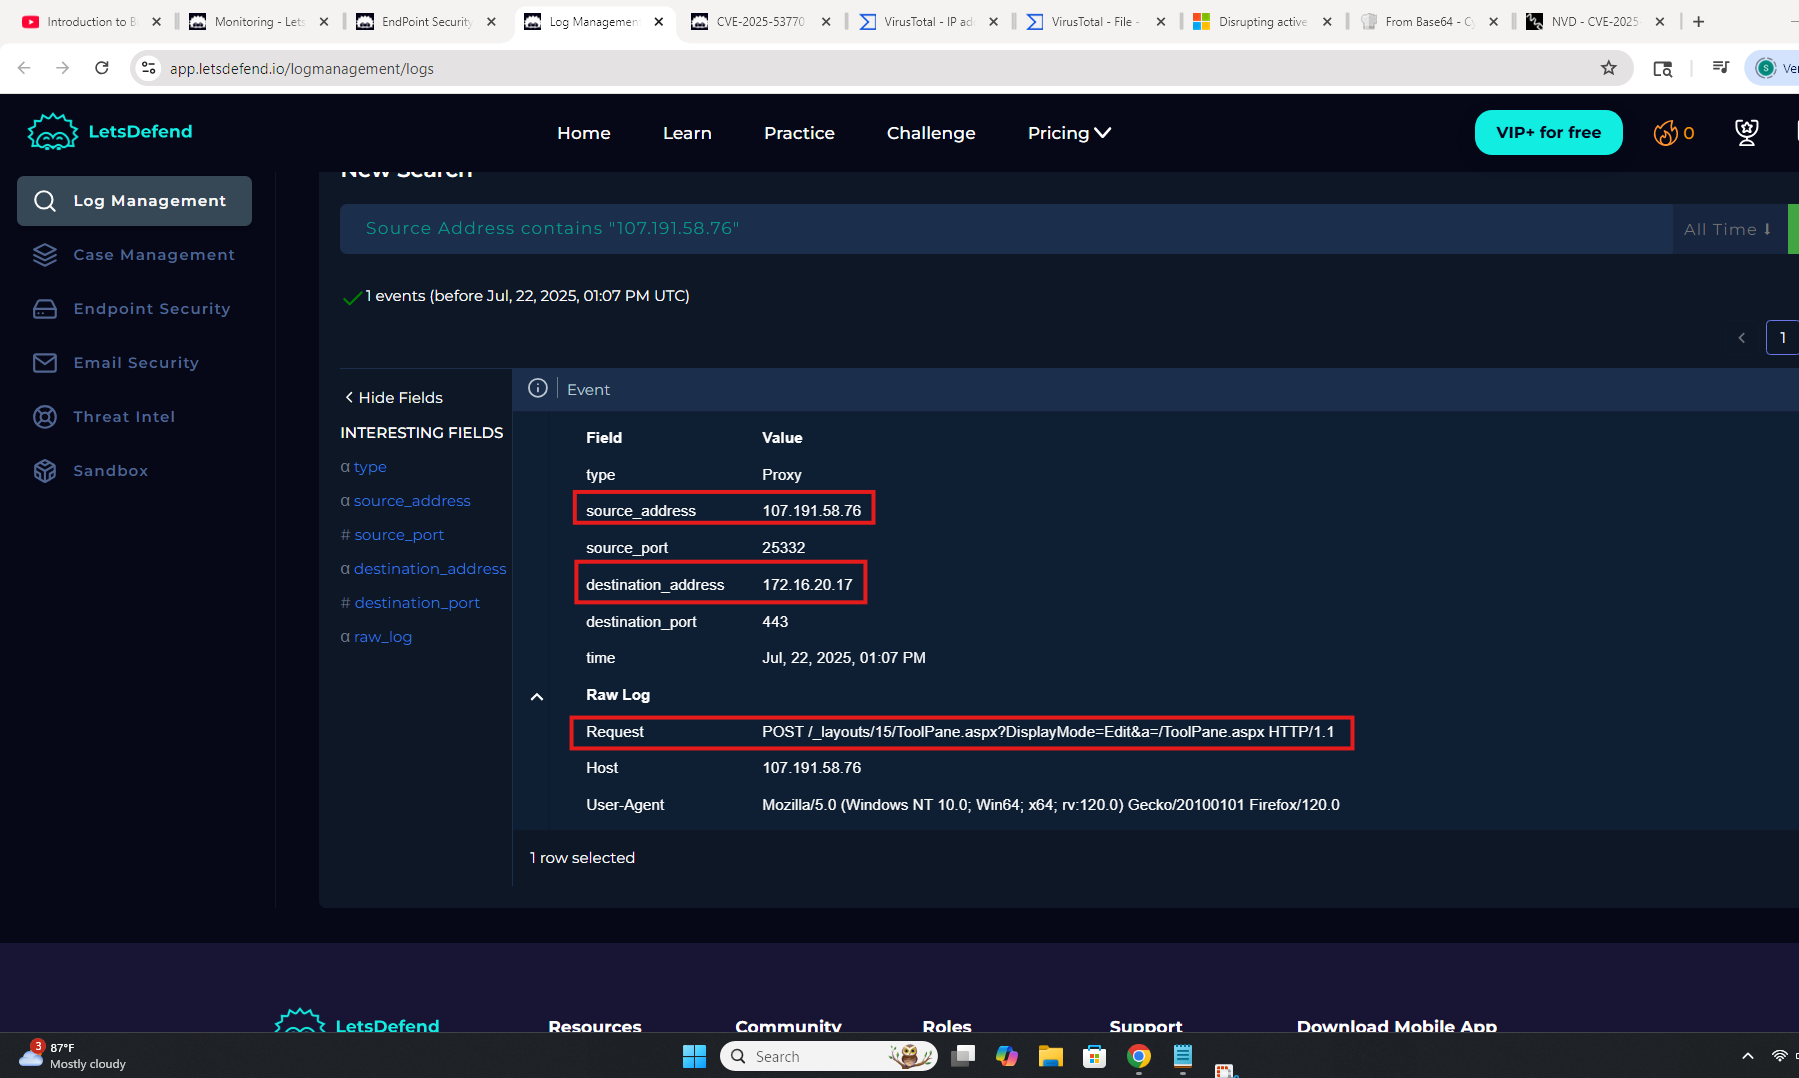 Introduction to B
Monitoring - Lets
EndPoint Security
Log Management
CVE-2025-53770
VirusTotal - IP ad
VirusTotal - File -
Disrupting active
From Base64 - Cy
NVD - CVE-2025-
app.letsdefend.io/logmanagement/logs
S
Ver
LetsDefend
Home
Learn
Practice
Challenge
Pricing
VIP+ for free
0
Log Management
Case Management
Endpoint Security
Email Security
Threat Intel
Sandbox
New Search
Source Address contains "107.191.58.76"
All Time
1 events (before Jul, 22, 2025, 01:07 PM UTC)
1
Hide Fields
INTERESTING FIELDS
α type
α source_address
# source_port
α destination_address
# destination_port
α raw_log
Event
Field Value
type Proxy
source_address 107.191.58.76
source_port 25332
destination_address 172.16.20.17
destination_port 443
time Jul, 22, 2025, 01:07 PM
Raw Log
Request POST /_layouts/15/ToolPane.aspx?DisplayMode=Edit&a=/ToolPane.aspx HTTP/1.1
Host 107.191.58.76
User-Agent Mozilla/5.0 (Windows NT 10.0; Win64; x64; rv:120.0) Gecko/20100101 Firefox/120.0
1 row selected
LetsDefend
Resources
Community
Roles
Support
Download Mobile App
3
87°F
Mostly cloudy
Search